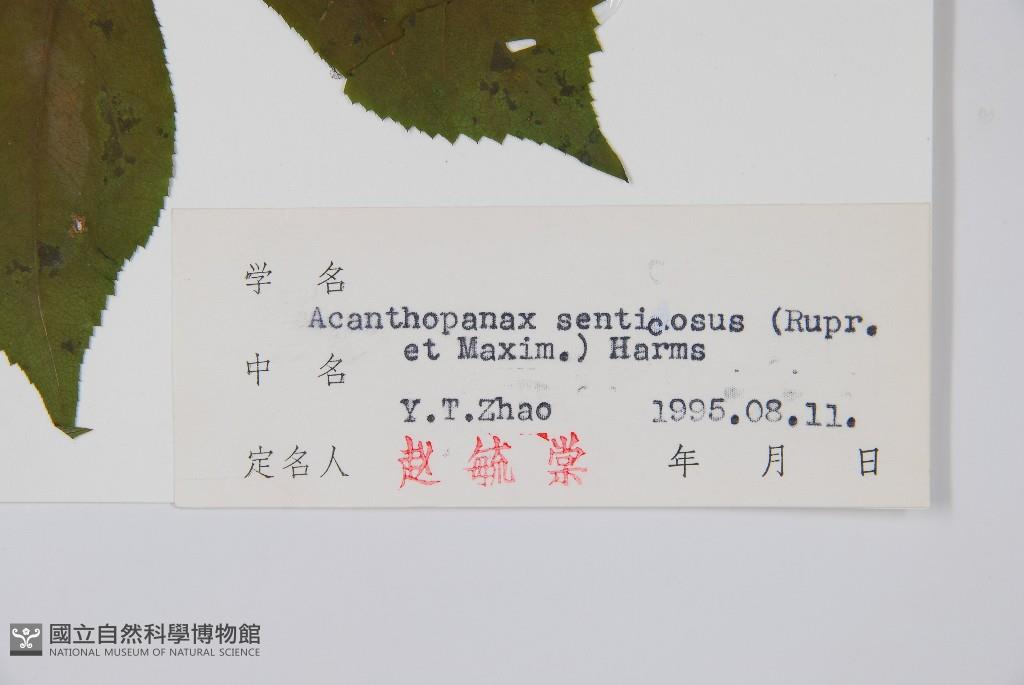 学 名
Acanthopanax senticosus (Rupr.
et Maxim.) Harms
中 名
Y.T.Zhao 1995.08.11.
定名人 赵毓棠 年 月 日
國立自然科學博物館
NATIONAL MUSEUM OF NATURAL SCIENCE